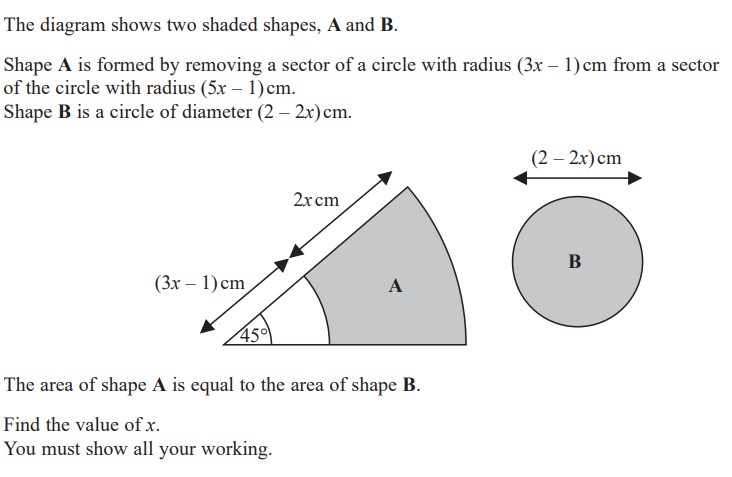 The diagram shows two shaded shapes, A and B.
Shape A is formed by removing a sector of a circle with radius (3x – 1) cm from a sector
of the circle with radius (5x – 1) cm.
Shape B is a circle of diameter (2 – 2x) cm.
(2 – 2x) cm
2x cm
B
(3x – 1) cm
A
45°
The area of shape A is equal to the area of shape B.
Find the value of x.
You must show all your working.